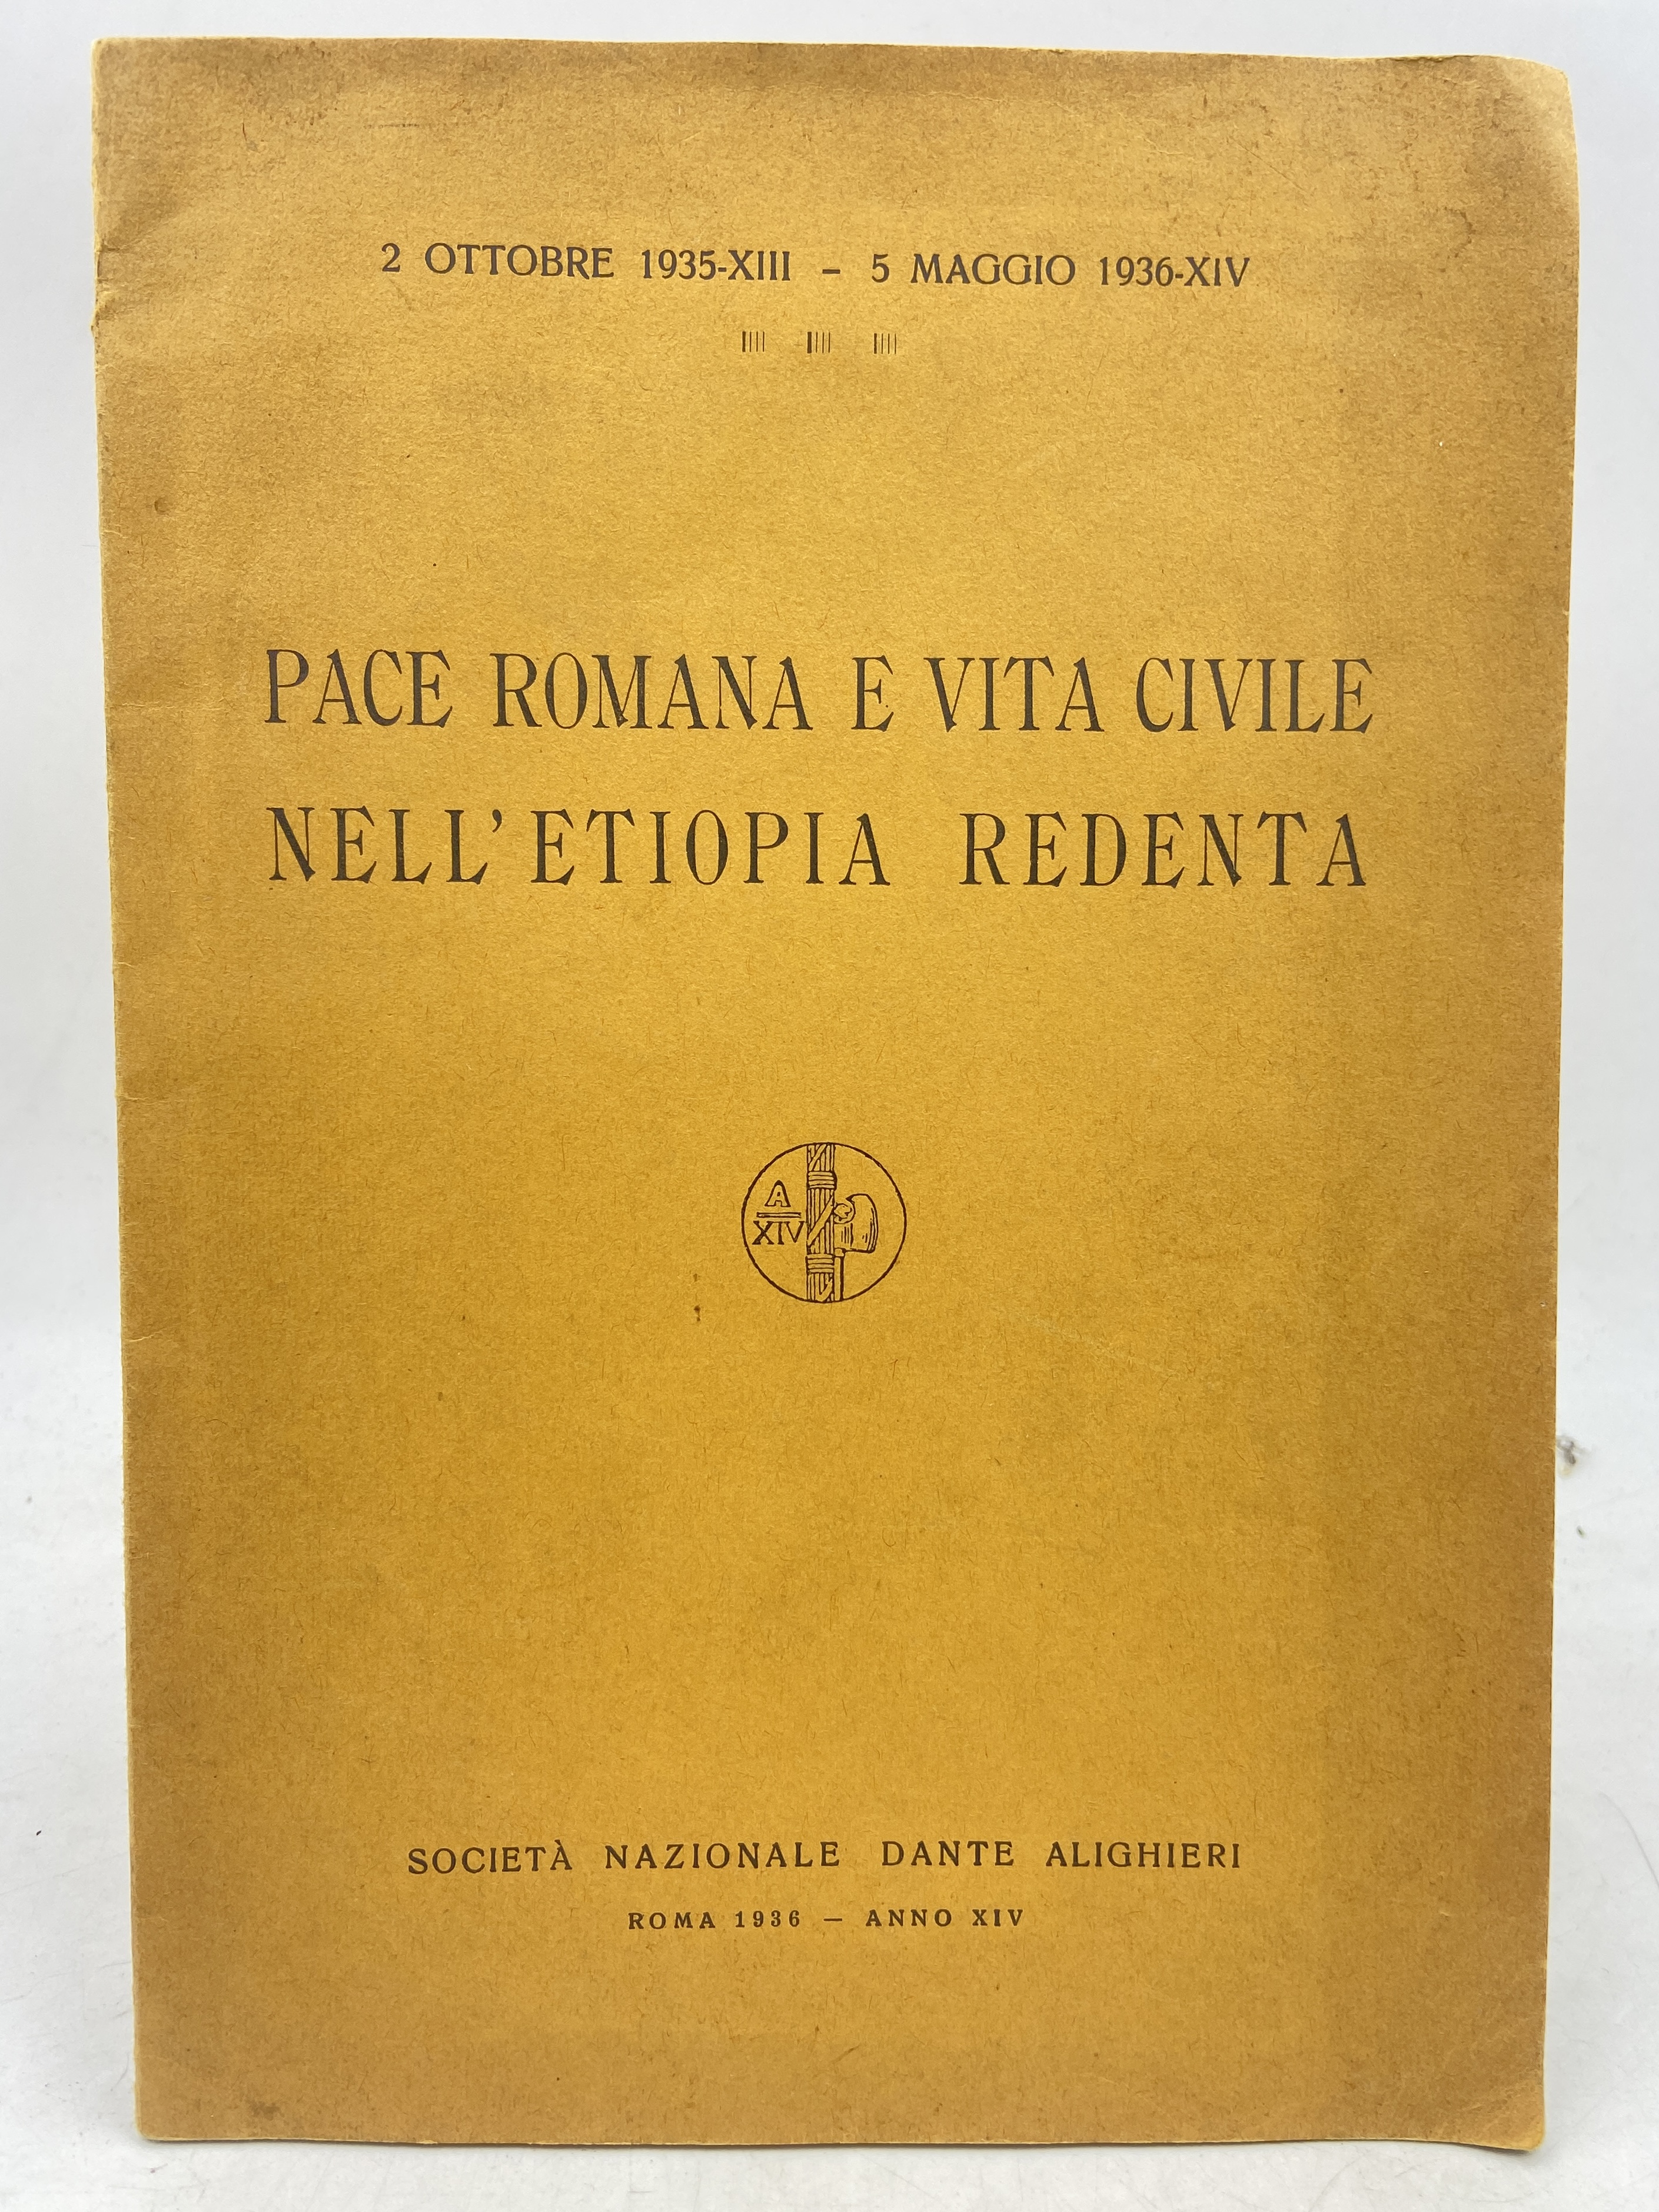 2 OTTOBRE 1935-XIII – 5 MAGGIO 1936-XIV
PACE ROMANA E VITA CIVILE
NELL'ETIOPIA REDENTA
A
XIV
SOCIETÀ NAZIONALE DANTE ALIGHIERI
ROMA 1936 — ANNO XIV